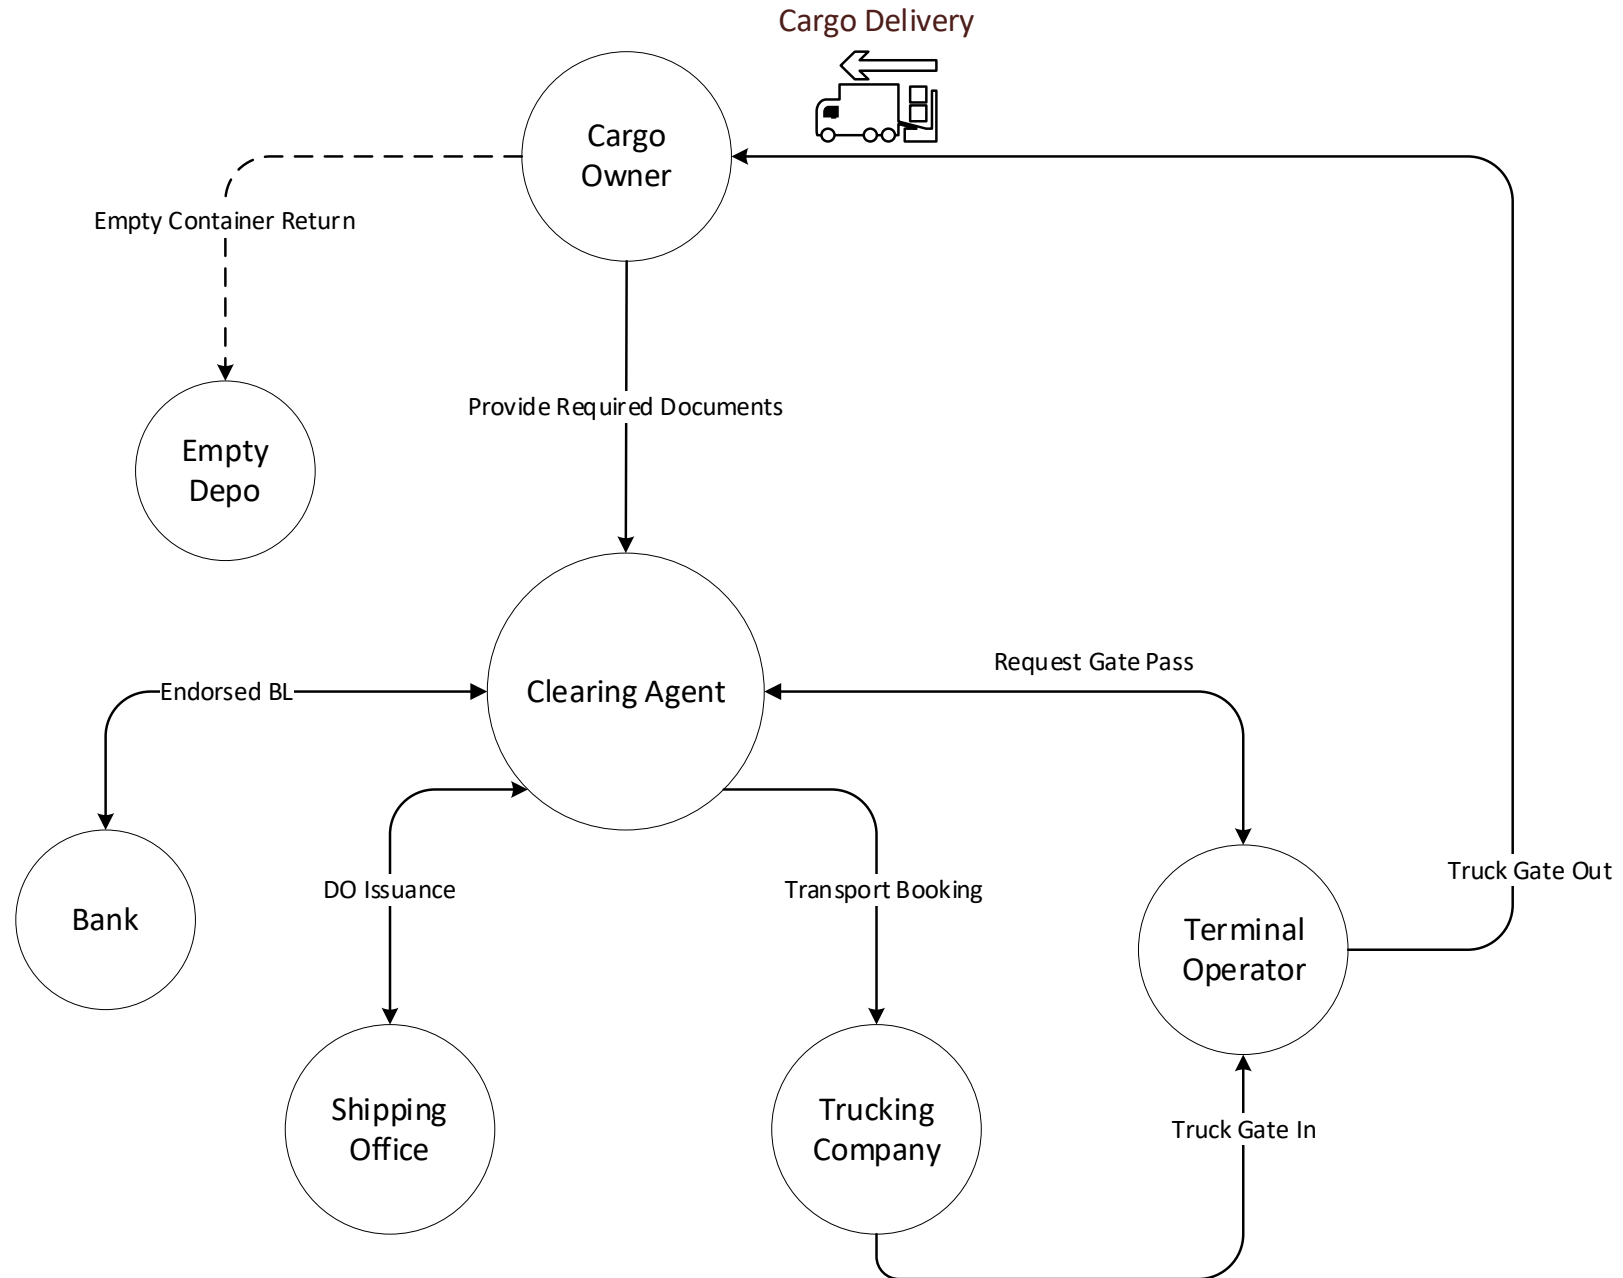 Cargo Delivery
Cargo
Owner
Empty Container Return
Provide Required Documents
Empty
Depo
Request Gate Pass
Endorsed BL
Clearing Agent
Truck Gate Out
DO Issuance
Transport Booking
Bank
Terminal
Operator
Shipping
Office
Trucking
Company
Truck Gate In